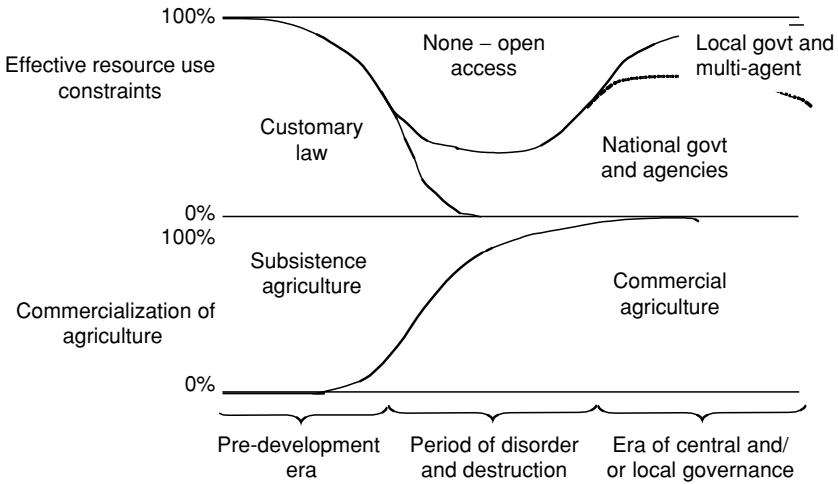 100%
Effective resource use
constraints
None – open
access
Local govt and
multi-agent
Customary
law
National govt
and agencies
0%
100%
Subsistence
agriculture
Commercialization of
agriculture
Commercial
agriculture
0%
Pre-development
era
Period of disorder
and destruction
Era of central and/
or local governance